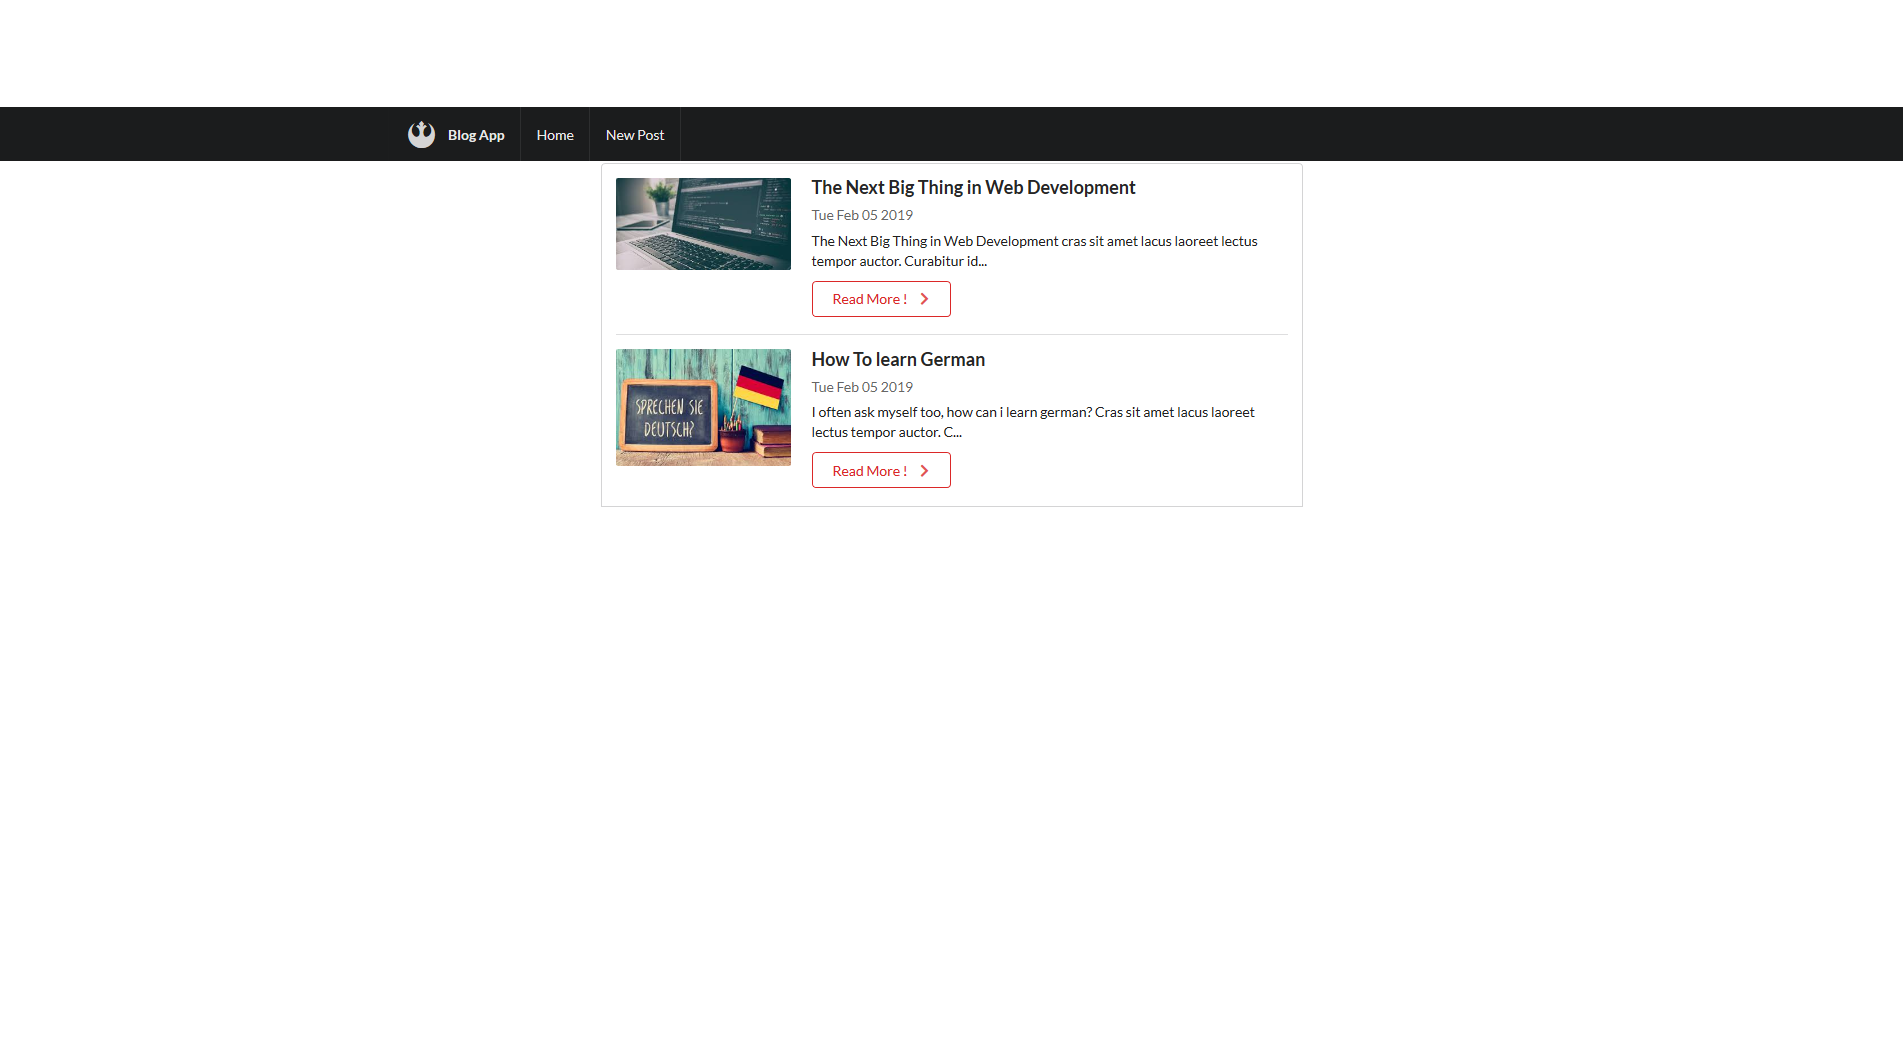 Blog App
Home
New Post
The Next Big Thing in Web Development
Tue Feb 05 2019
The Next Big Thing in Web Development cras sit amet lacus laoreet lectus
tempor auctor. Curabitur id...
Read More !
SPRECHEN SIE
DEUTSCH?
How To learn German
Tue Feb 05 2019
I often ask myself too, how can i learn german? Cras sit amet lacus laoreet
lectus tempor auctor. C...
Read More !